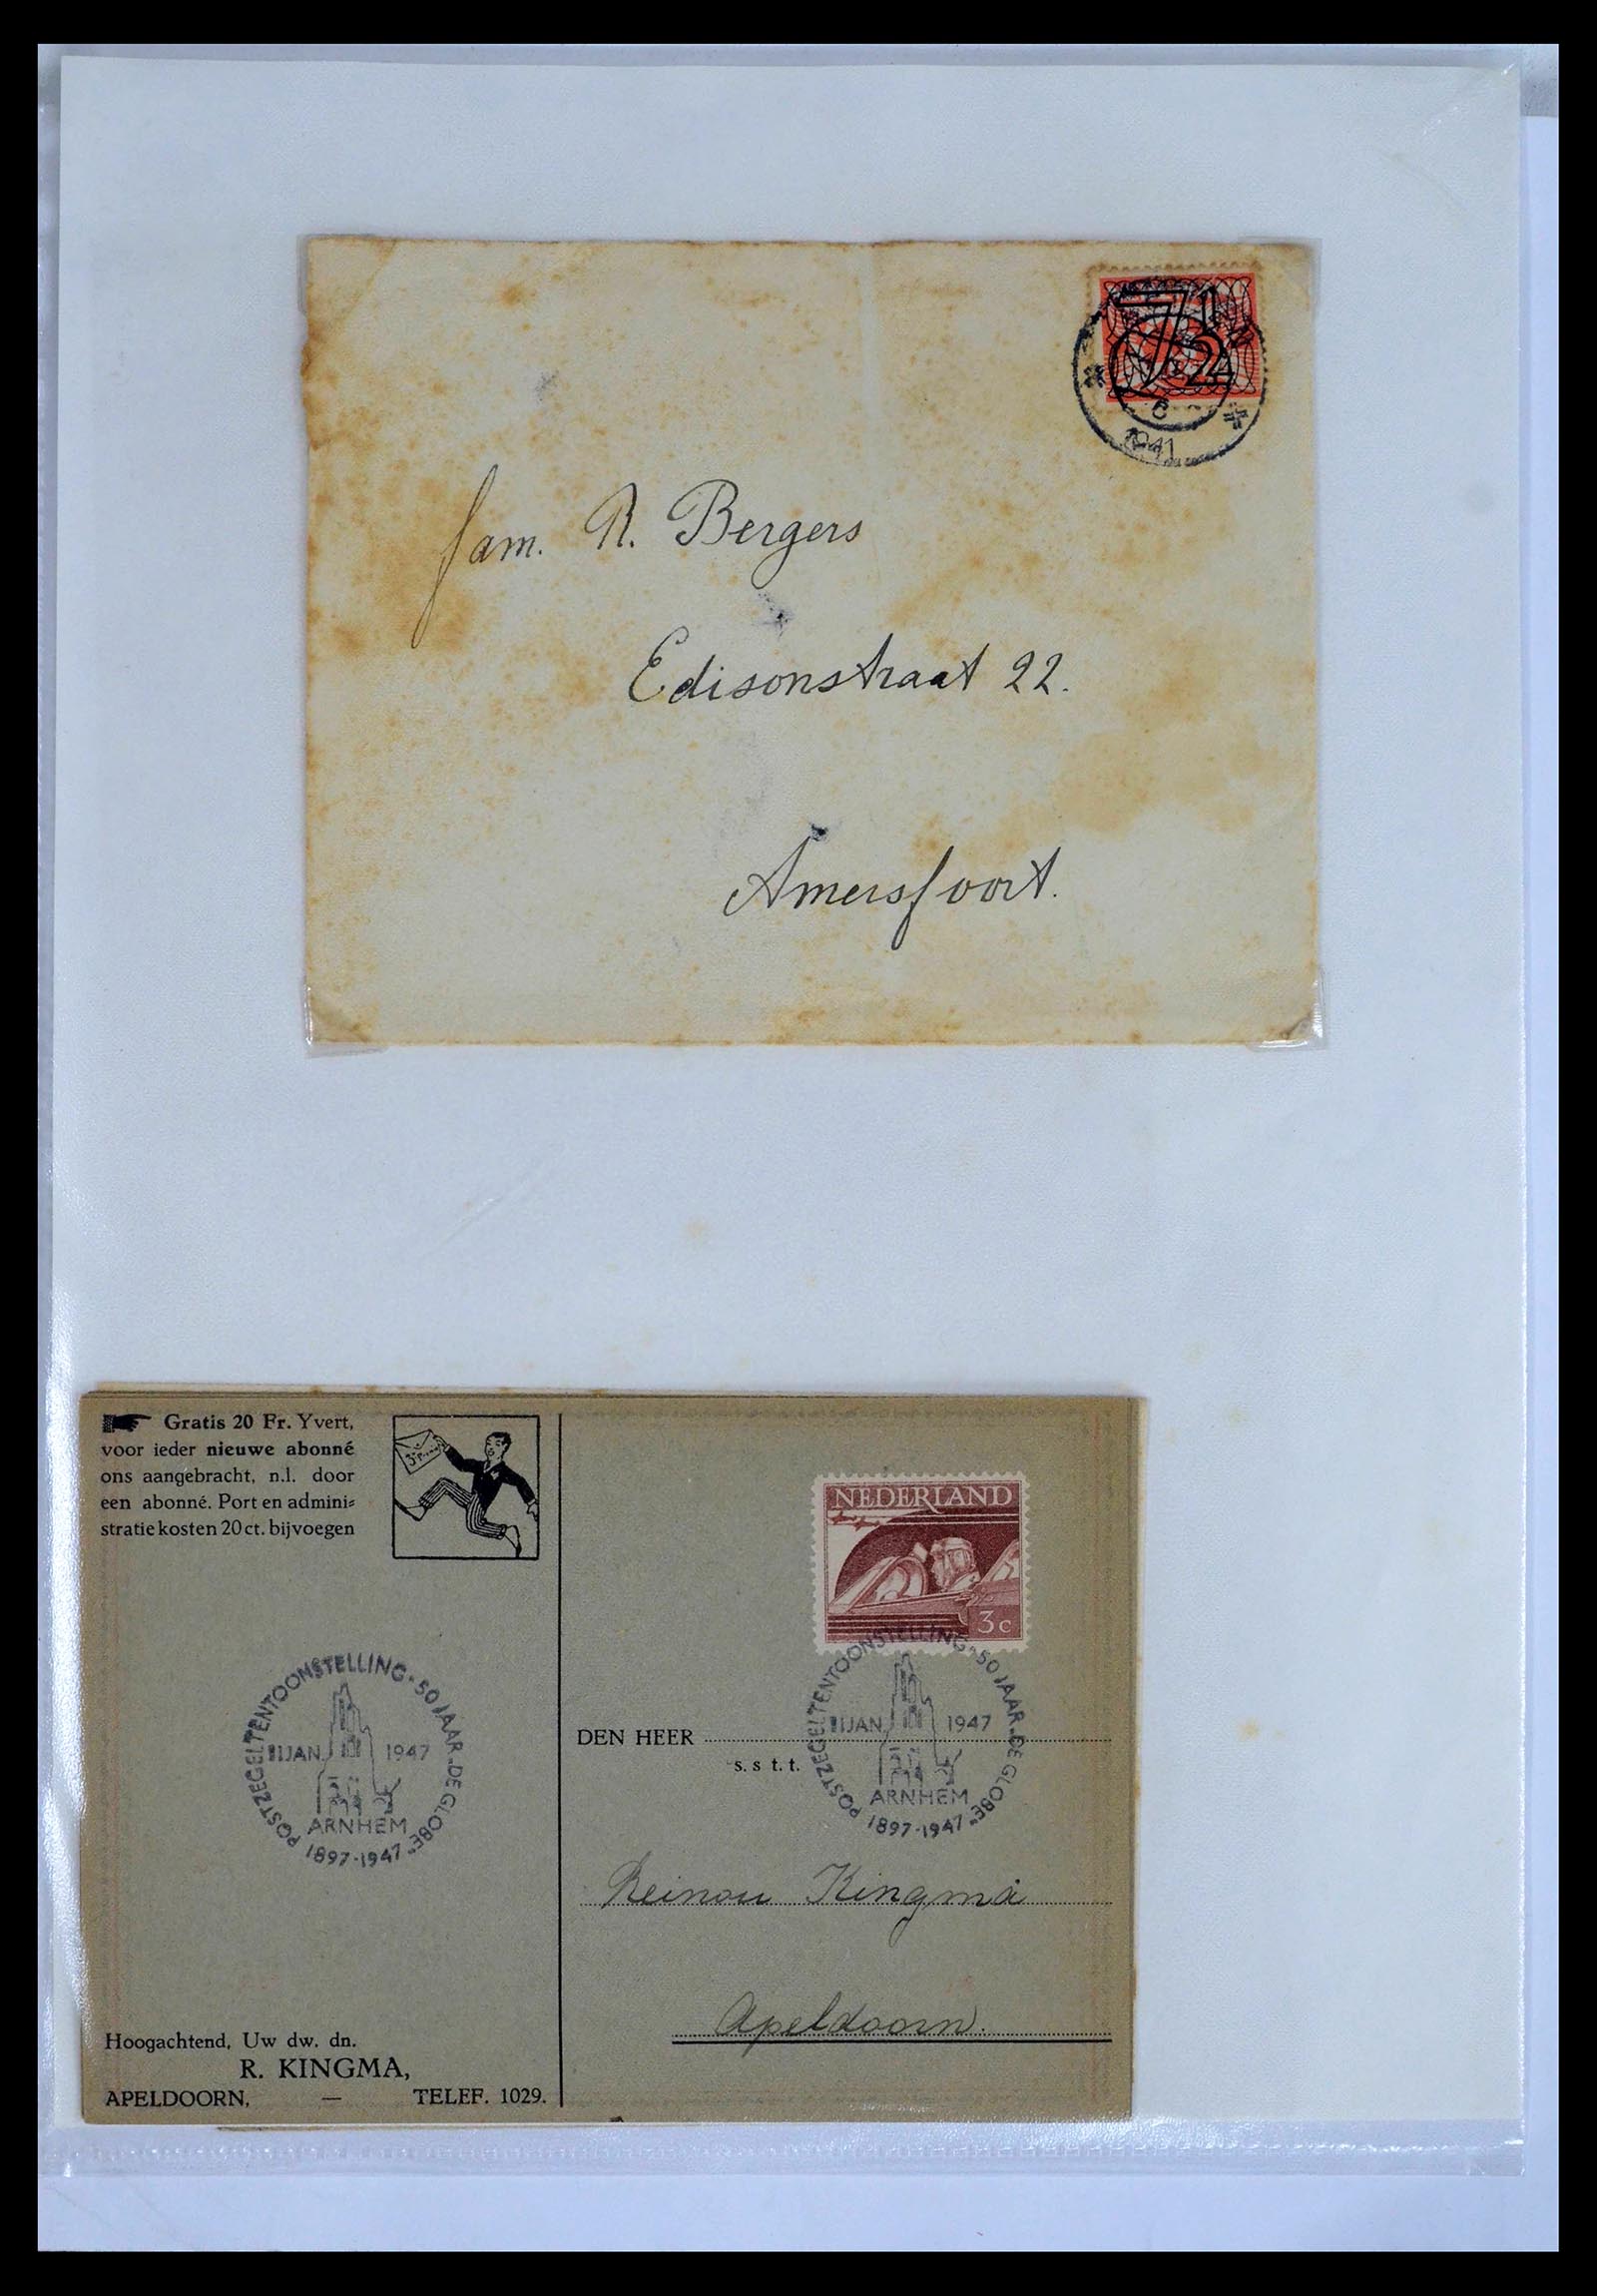 7½
6
1941
fam. R. Bergers
Edisonstraat 22.
Amersfoort.
Gratis 20 Fr. Yvert,
voor ieder nieuwe abonné
ons aangebracht, n.l. door
een abonné. Port en admini=
stratiekosten 20 ct. bijvoegen
NEDERLAND
3c
POSTZEGELTENTOONSTELLING - 50 JAAR „DE GLOBE"
JAN. 1947
ARNHEM
1897-1947
POSTZEGELTENTOONSTELLING - 50 JAAR „DE GLOBE"
JAN. 1947
ARNHEM
1897-1947
DEN HEER
s. s t. t.
Reinou Kingma
Apeldoorn.
Hoogachtend, Uw dw. dn.
R. KINGMA,
APELDOORN, — TELEF. 1029.